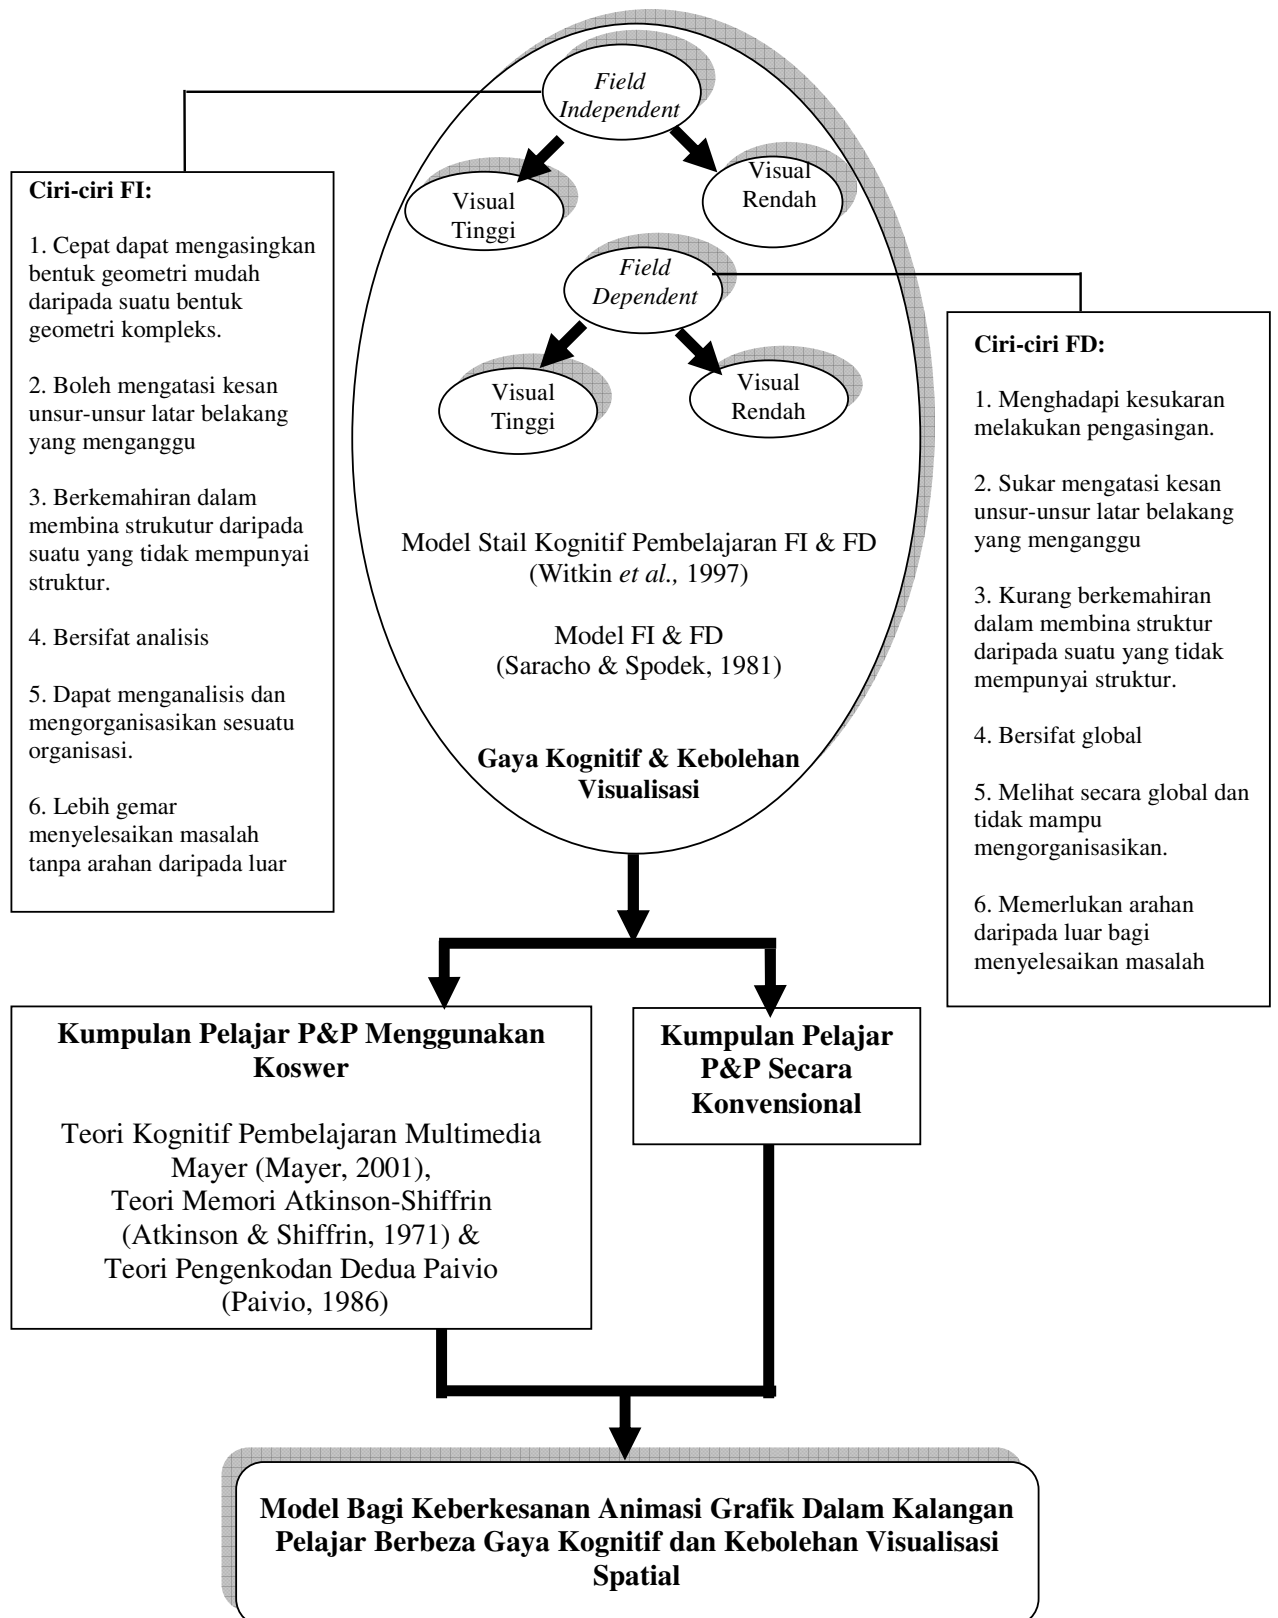 Field
Independent
Visual
Tinggi
Visual
Rendah
Field
Dependent
Visual
Tinggi
Visual
Rendah
Model Stail Kognitif Pembelajaran FI & FD
(Witkin et al., 1997)
Model FI & FD
(Saracho & Spodek, 1981)
Gaya Kognitif & Kebolehan
Visualisasi
Ciri-ciri FI:
1. Cepat dapat mengasingkan
bentuk geometri mudah
daripada suatu bentuk
geometri kompleks.
2. Boleh mengatasi kesan
unsur-unsur latar belakang
yang menganggu
3. Berkemahiran dalam
membina strukutur daripada
suatu yang tidak mempunyai
struktur.
4. Bersifat analisis
5. Dapat menganalisis dan
mengorganisasikan sesuatu
organisasi.
6. Lebih gemar
menyelesaikan masalah
tanpa arahan daripada luar
Ciri-ciri FD:
1. Menghadapi kesukaran
melakukan pengasingan.
2. Sukar mengatasi kesan
unsur-unsur latar belakang
yang menganggu
3. Kurang berkemahiran
dalam membina struktur
daripada suatu yang tidak
mempunyai struktur.
4. Bersifat global
5. Melihat secara global dan
tidak mampu
mengorganisasikan.
6. Memerlukan arahan
daripada luar bagi
menyelesaikan masalah
Kumpulan Pelajar P&P Menggunakan
Koswer
Teori Kognitif Pembelajaran Multimedia
Mayer (Mayer, 2001),
Teori Memori Atkinson-Shiffrin
(Atkinson & Shiffrin, 1971) &
Teori Pengenkodan Dedua Paivio
(Paivio, 1986)
Kumpulan Pelajar
P&P Secara
Konvensional
Model Bagi Keberkesanan Animasi Grafik Dalam Kalangan
Pelajar Berbeza Gaya Kognitif dan Kebolehan Visualisasi
Spatial